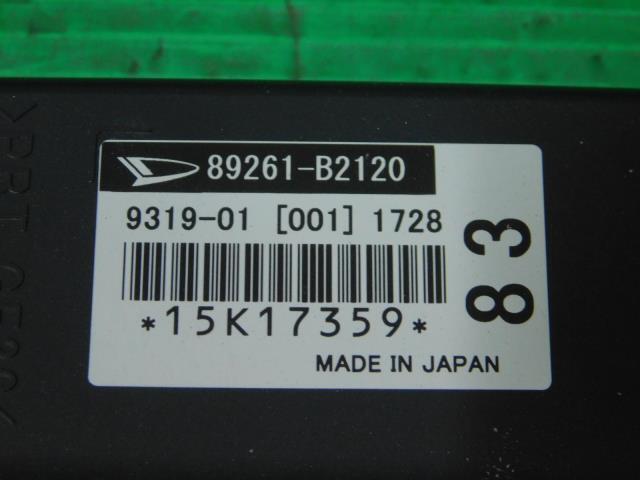 89261-B2120
9319-01 [001] 1728
*15K17359*
MADE IN JAPAN
83